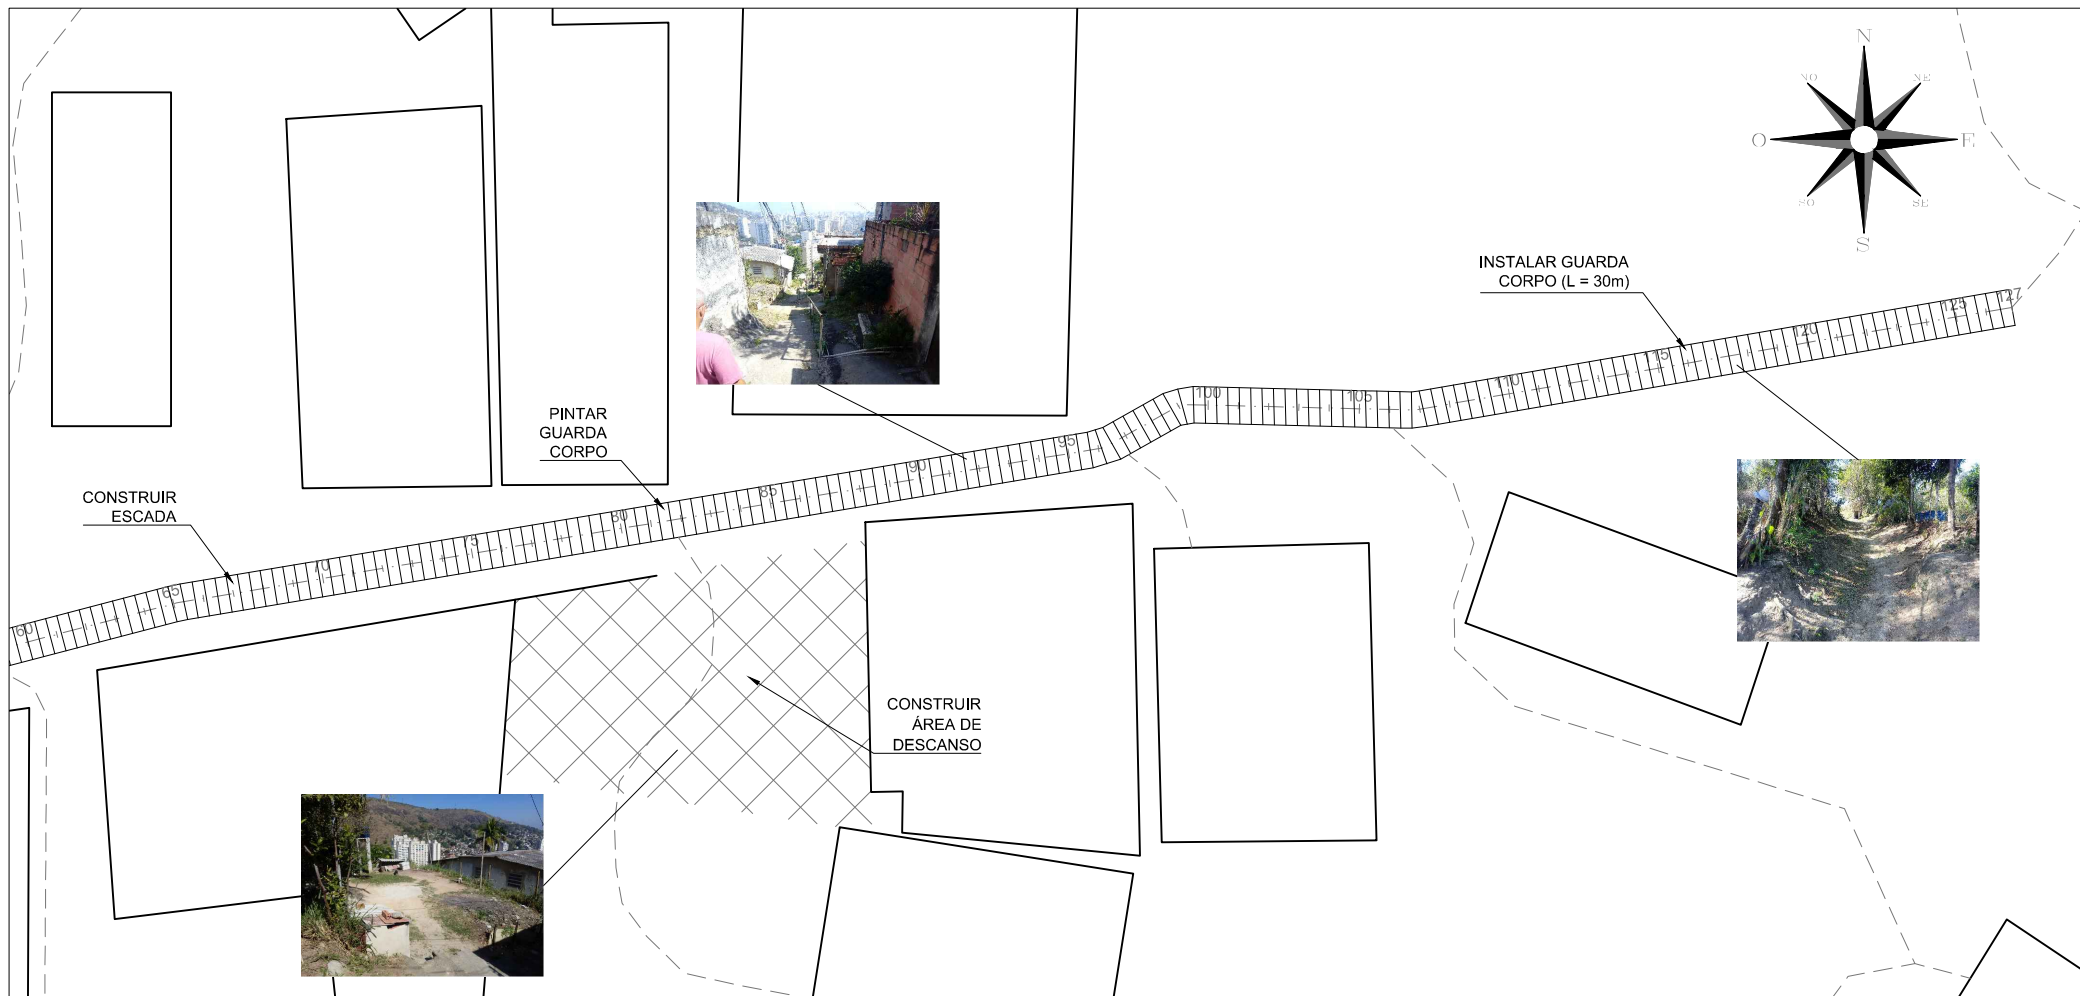 N
NO
NE
O
E
SO
SE
S
INSTALAR GUARDA
CORPO (L = 30m)
127
125
120
115
110
105
100
95
90
85
80
75
70
65
60
PINTAR
GUARDA
CORPO
CONSTRUIR
ESCADA
CONSTRUIR
ÁREA DE
DESCANSO